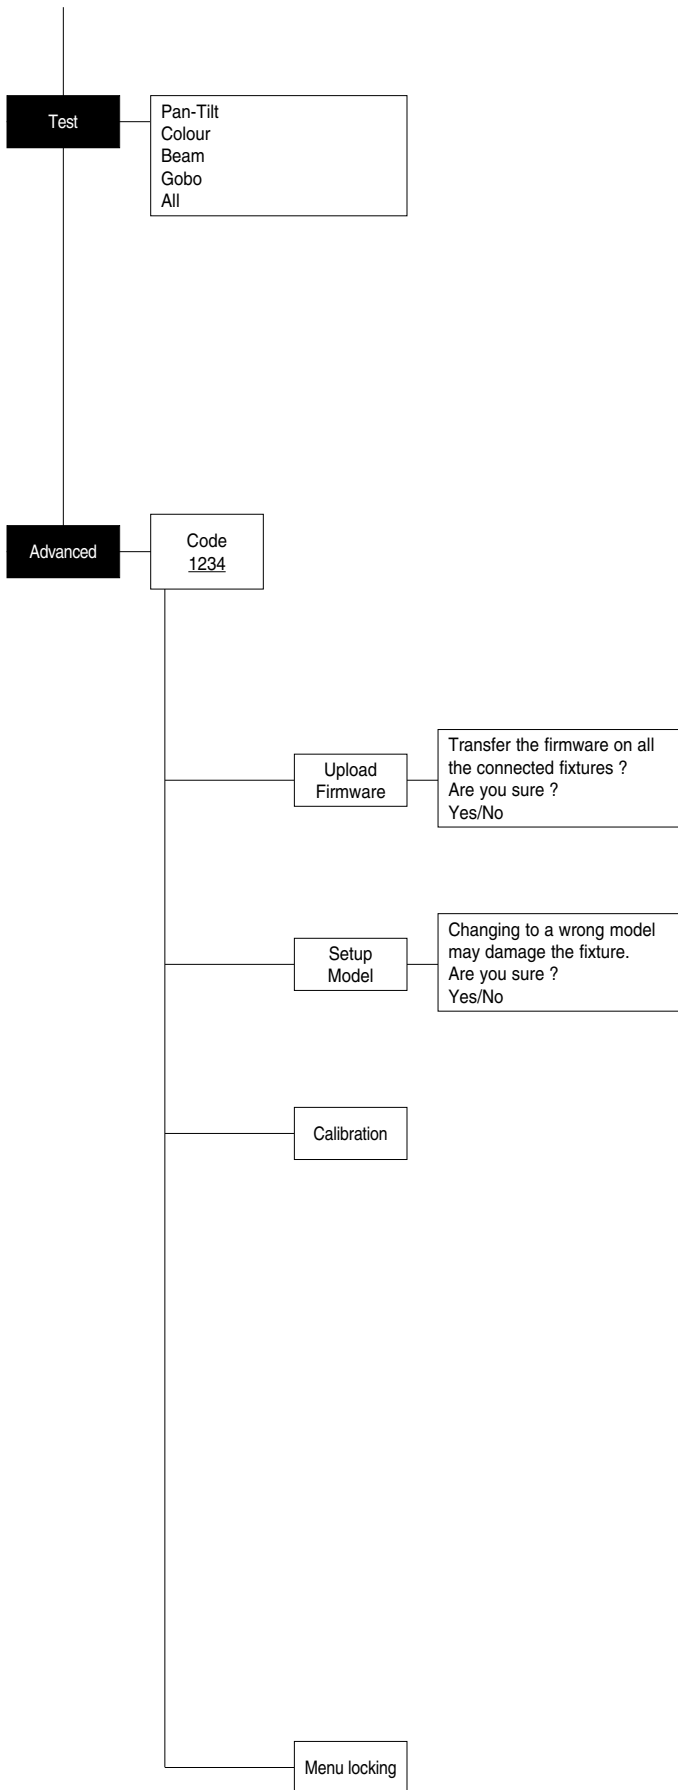 Test
Pan-Tilt
Colour
Beam
Gobo
All
Advanced
Code
1234
Upload
Firmware
Transfer the firmware on all
the connected fixtures ?
Are you sure ?
Yes/No
Setup
Model
Changing to a wrong model
may damage the fixture.
Are you sure ?
Yes/No
Calibration
Menu locking